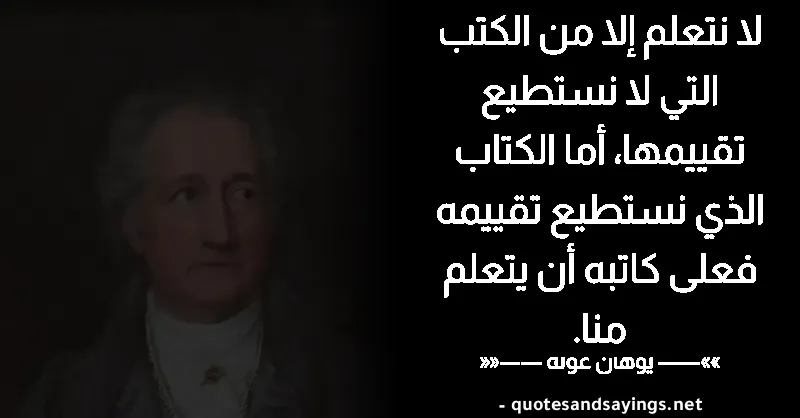 لا نتعلم إلا من الكتب
التي لا نستطيع
تقييمها، أما الكتاب
الذي نستطيع تقييمه
فعلى كاتبه أن يتعلم
منا.
»»—— يوهان غوته ——««
- quotesandsayings.net